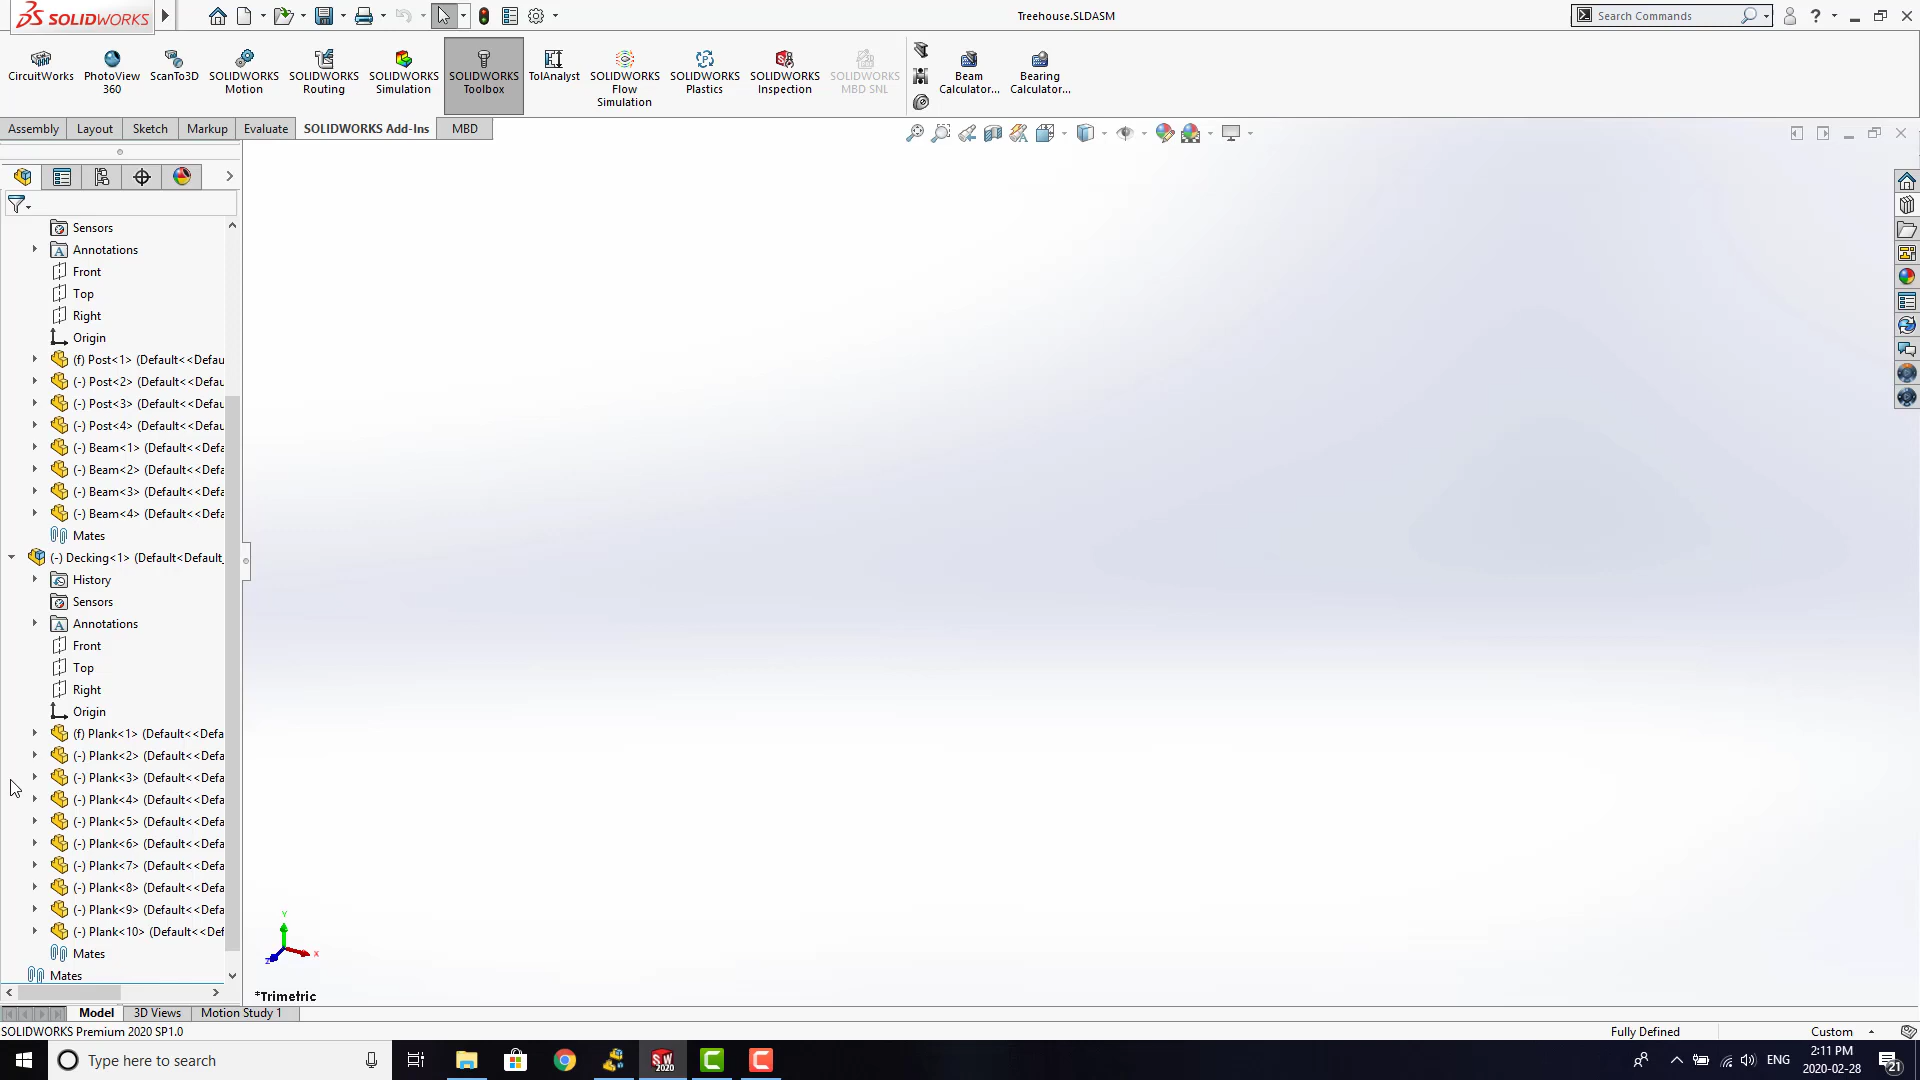 SOLIDWORKS
Treehouse.SLDASM
Search Commands
CircuitWorks
PhotoView 360
ScanTo3D
SOLIDWORKS Motion
SOLIDWORKS Routing
SOLIDWORKS Simulation
SOLIDWORKS Toolbox
TolAnalyst
SOLIDWORKS Flow Simulation
SOLIDWORKS Plastics
SOLIDWORKS Inspection
SOLIDWORKS MBD SNL
Beam Calculator...
Bearing Calculator...
Assembly
Layout
Sketch
Markup
Evaluate
SOLIDWORKS Add-Ins
MBD
Sensors
Annotations
Front
Top
Right
Origin
(f) Post<1> (Default<<Defau
(-) Post<2> (Default<<Defau
(-) Post<3> (Default<<Defau
(-) Post<4> (Default<<Defau
(-) Beam<1> (Default<<Defa
(-) Beam<2> (Default<<Defa
(-) Beam<3> (Default<<Defa
(-) Beam<4> (Default<<Defa
Mates
(-) Decking<1> (Default<Default_
History
Sensors
Annotations
Front
Top
Right
Origin
(f) Plank<1> (Default<<Defa
(-) Plank<2> (Default<<Defa
(-) Plank<3> (Default<<Defa
(-) Plank<4> (Default<<Defa
(-) Plank<5> (Default<<Defa
(-) Plank<6> (Default<<Defa
(-) Plank<7> (Default<<Defa
(-) Plank<8> (Default<<Defa
(-) Plank<9> (Default<<Defa
(-) Plank<10> (Default<<Def
Mates
Mates
Y
X
Z
*Trimetric
Model
3D Views
Motion Study 1
SOLIDWORKS Premium 2020 SP1.0
Fully Defined
Custom
Type here to search
SW 2020
ENG
2:11 PM
2020-02-28
21